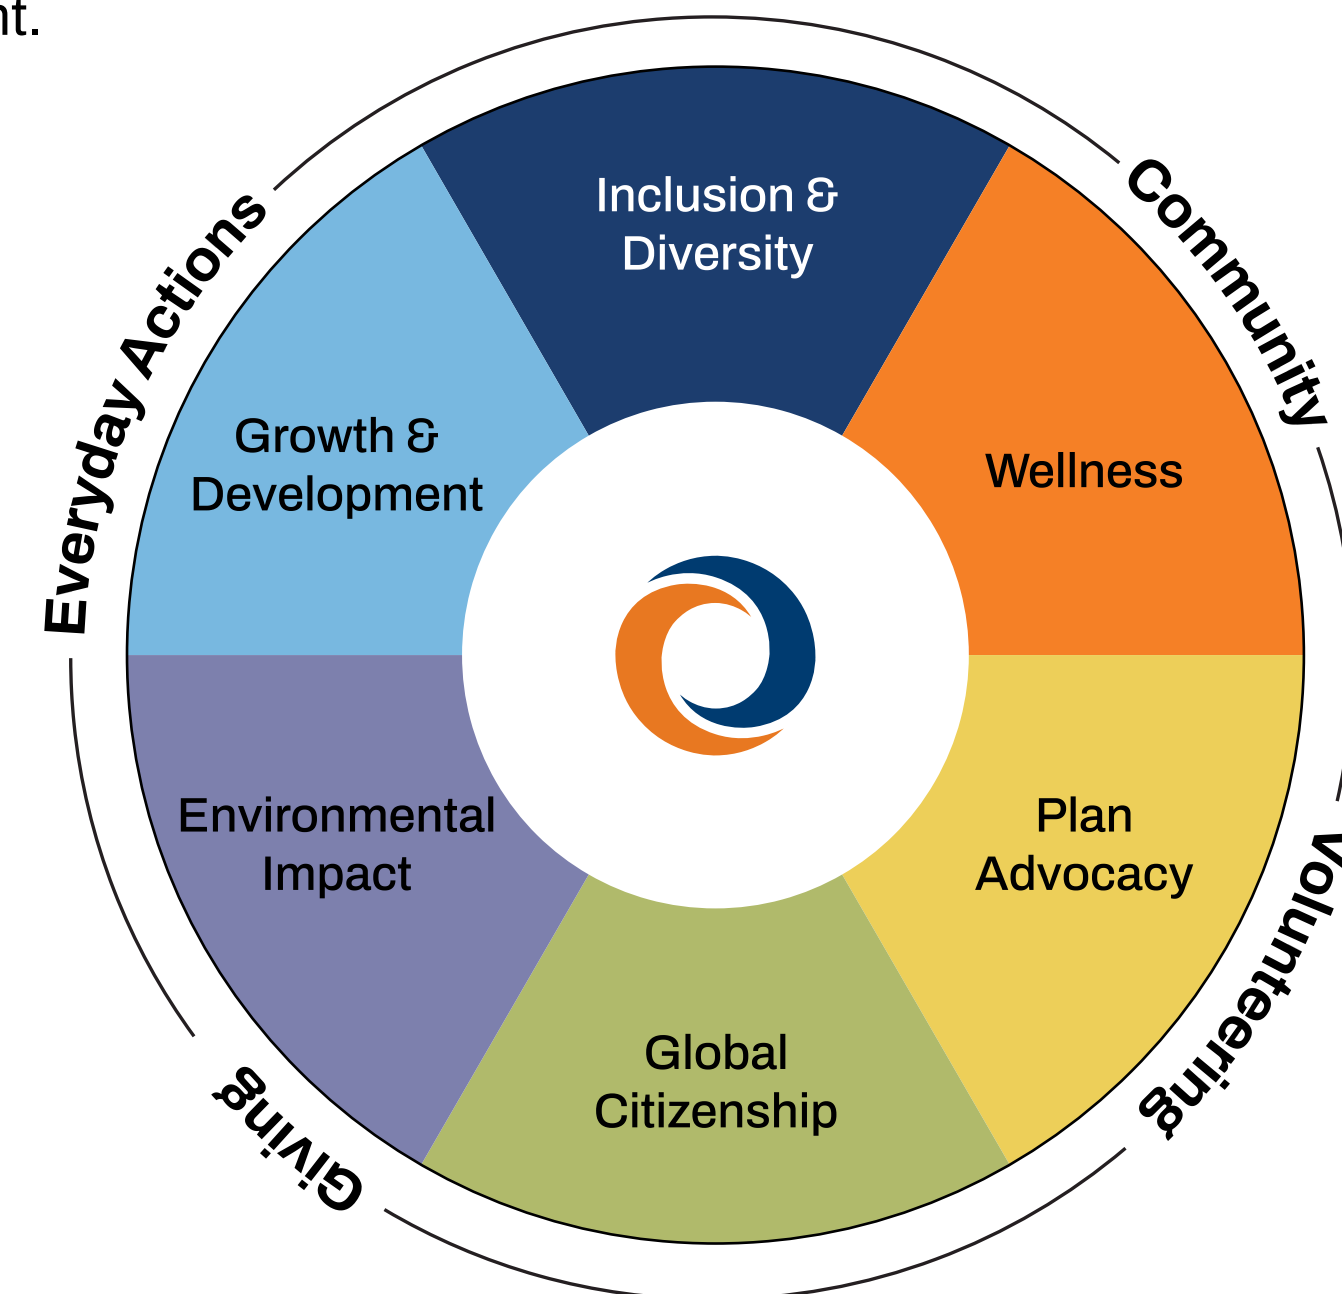 nt.
Everyday Actions
Community
Volunteering
Giving
Inclusion &
Diversity
Wellness
Plan
Advocacy
Global
Citizenship
Environmental
Impact
Growth &
Development